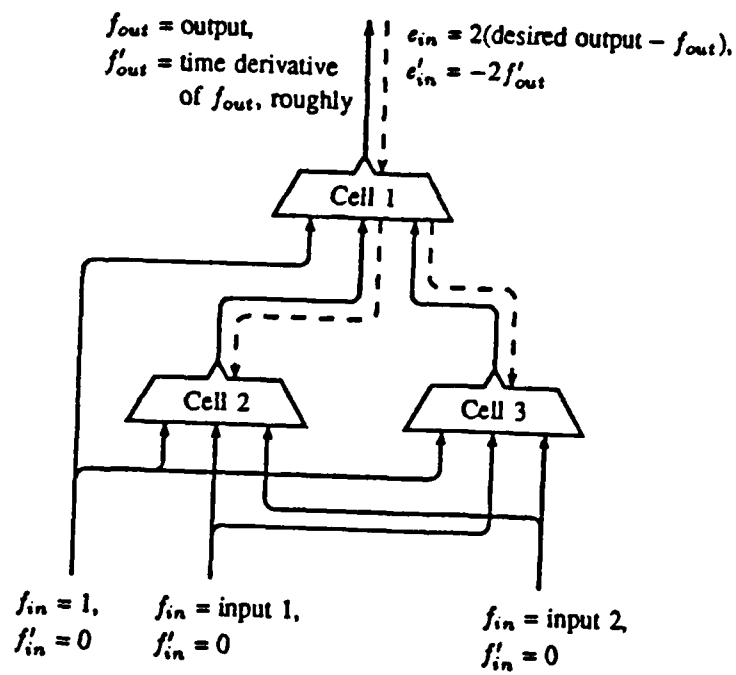 f_out = output,
f'_out = time derivative
of f_out, roughly
e_in = 2(desired output − f_out),
e'_in = −2f'_out
Cell 1
Cell 2
Cell 3
f_in = 1,
f'_in = 0
f_in = input 1,
f'_in = 0
f_in = input 2,
f'_in = 0